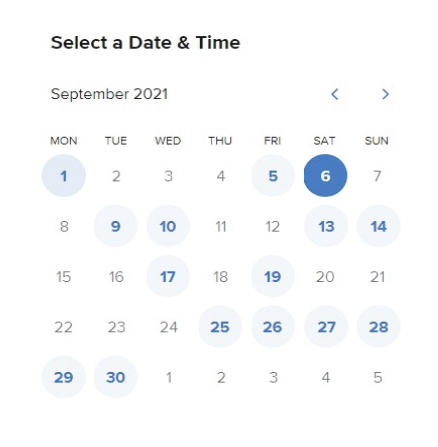 Select a Date & Time
September 2021
MON TUE WED THU FRI SAT SUN
1 2 3 4 5 6 7
8 9 10 11 12 13 14
15 16 17 18 19 20 21
22 23 24 25 26 27 28
29 30 1 2 3 4 5